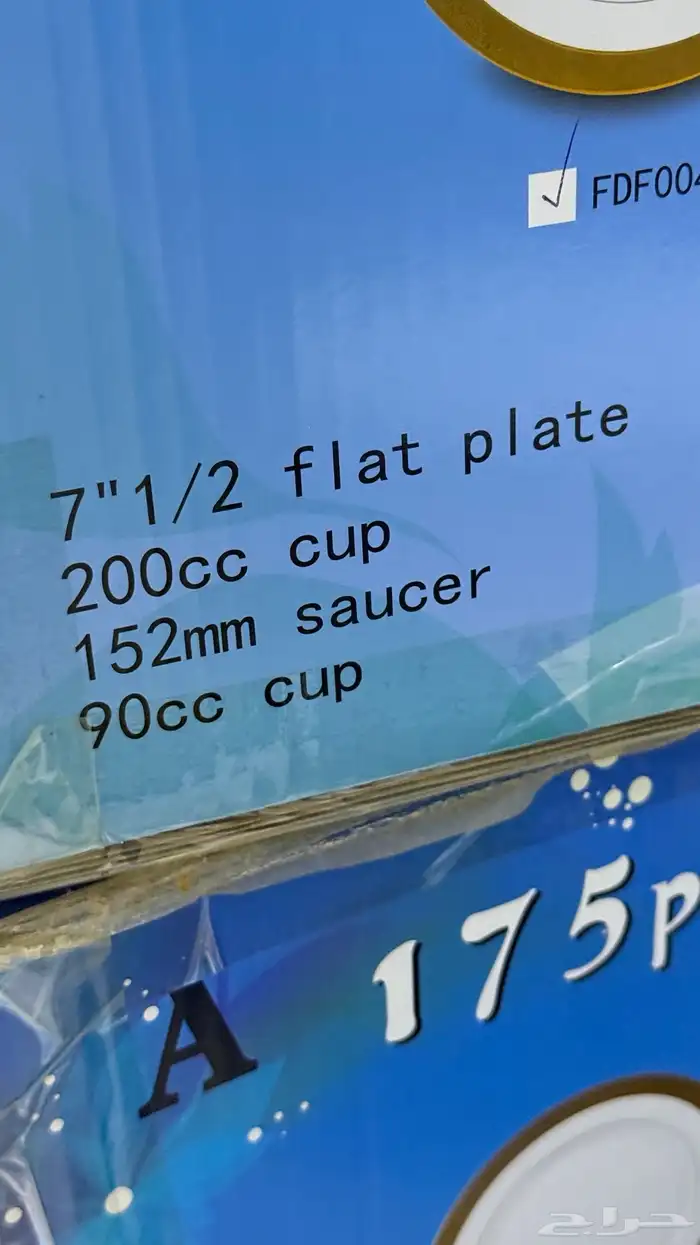 FDF004
7"1/2 flat plate
200cc cup
152mm saucer
90cc cup
175p
A
حراج